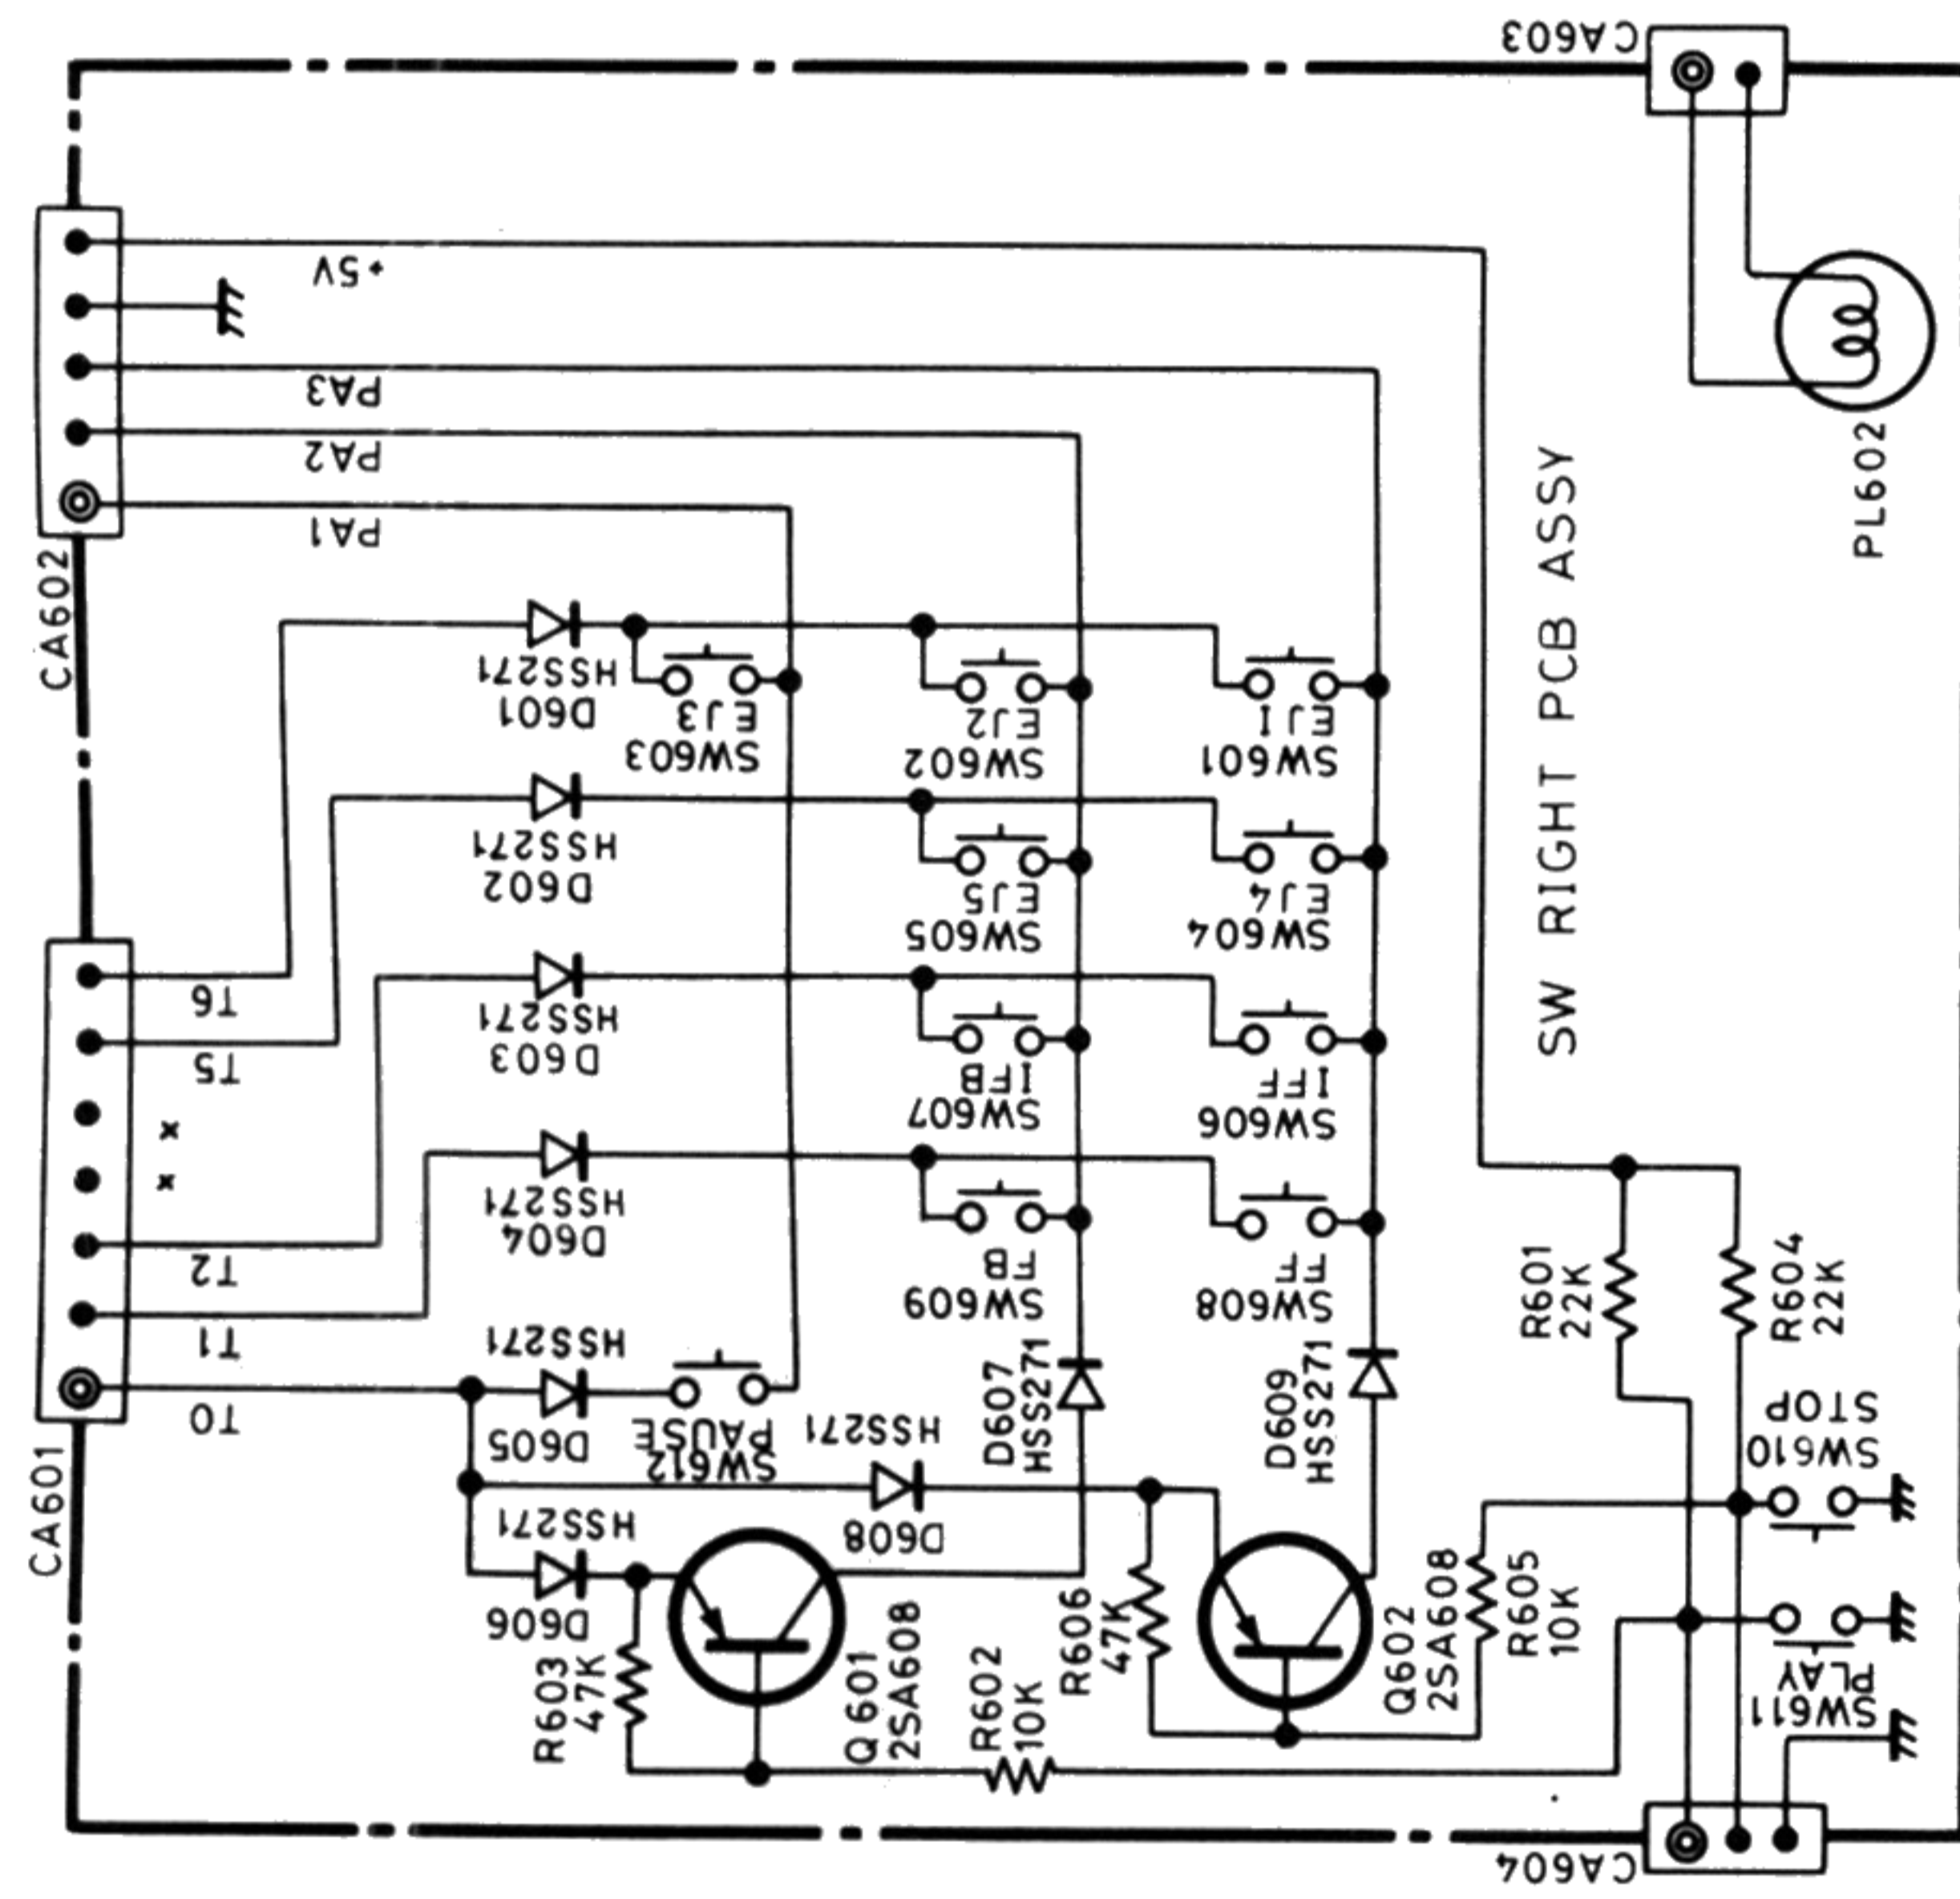 CA603
+5V
PA3
PA2
PA1
CA602
PL602
SW RIGHT PCB ASSY
HSS271
D601
EJ3
SW603
EJ2
SW602
EJ1
SW601
HSS271
D602
EJ5
SW605
EJ4
SW604
T6
T5
x
x
T2
T1
T0
CA601
HSS271
D603
IFB
SW607
IFF
SW606
HSS271
D604
FB
SW609
FF
SW608
HSS271
D605
PAUSE
SW612
HSS271
D608
D607
HSS271
D609
HSS271
R601
22K
R604
22K
STOP
SW610
HSS271
D606
R603
47K
Q601
2SA608
R602
10K
R606
47K
Q602
2SA608
R605
10K
PLAY
SW611
CA604